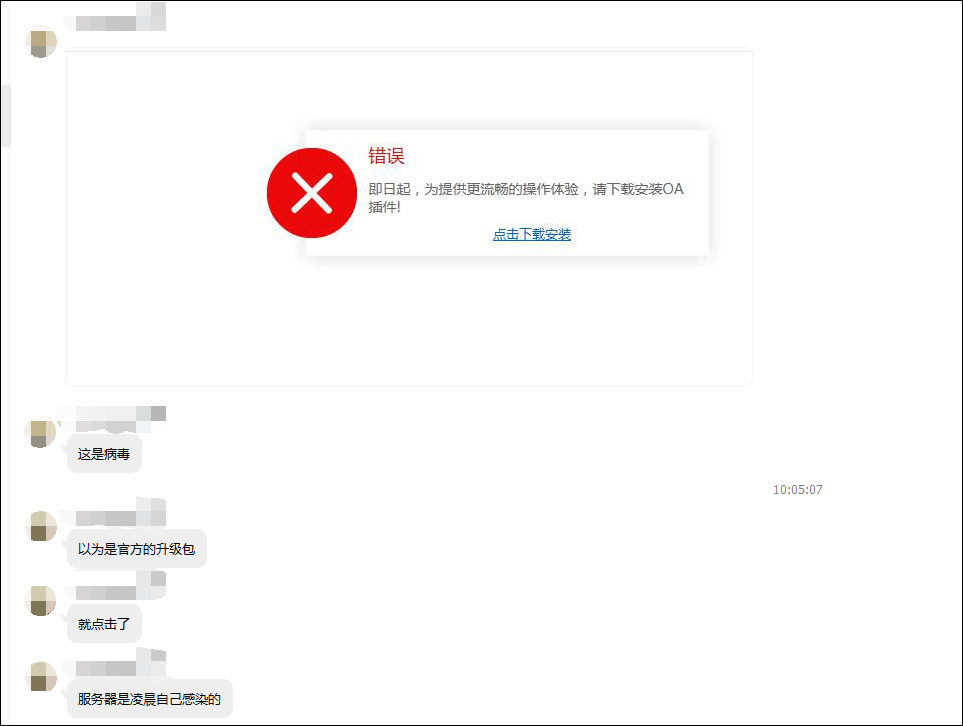 错误
即日起，为提供更流畅的操作体验，请下载安装OA
插件!
点击下载安装
这是病毒
10:05:07
以为是官方的升级包
就点击了
服务器是凌晨自己感染的